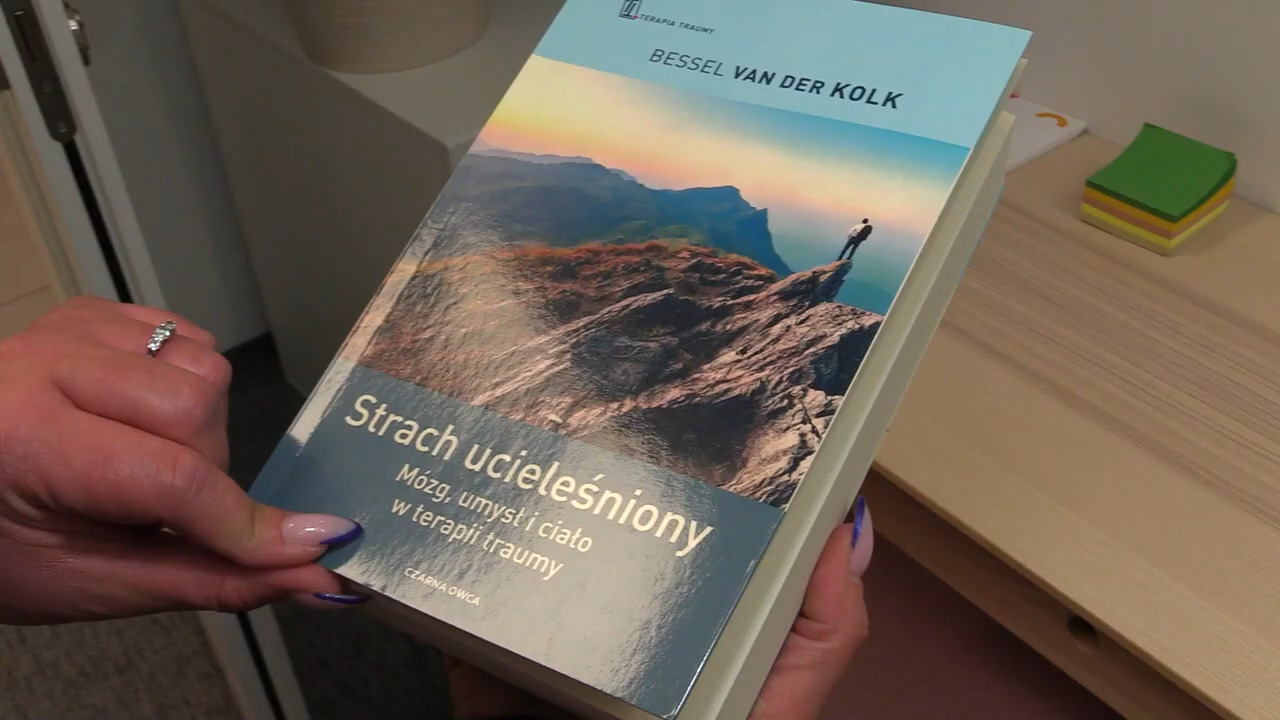 TERAPIA TRAUMY
BESSEL VAN DER KOLK
Strach ucieleśniony
Mózg, umysł i ciało
w terapii traumy
CZARNA OWCA